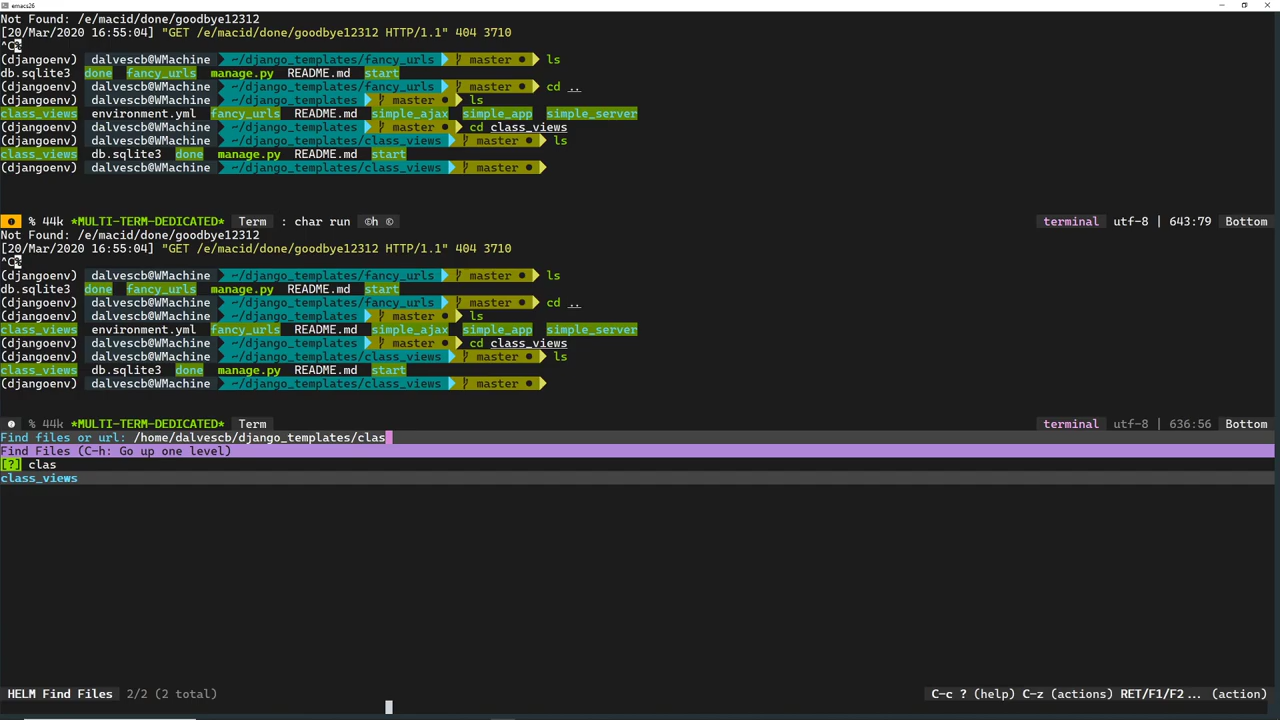 emacs26
Not Found: /e/macid/done/goodbye12312
[20/Mar/2020 16:55:04] "GET /e/macid/done/goodbye12312 HTTP/1.1" 404 3710
^C%
(djangoenv) dalvescb@WMachine ~/django_templates/fancy_urls master ● ls
db.sqlite3 done fancy_urls manage.py README.md start
(djangoenv) dalvescb@WMachine ~/django_templates/fancy_urls master ● cd ..
(djangoenv) dalvescb@WMachine ~/django_templates master ● ls
class_views environment.yml fancy_urls README.md simple_ajax simple_app simple_server
(djangoenv) dalvescb@WMachine ~/django_templates master ● cd class_views
(djangoenv) dalvescb@WMachine ~/django_templates/class_views master ● ls
class_views db.sqlite3 done manage.py README.md start
(djangoenv) dalvescb@WMachine ~/django_templates/class_views master ●
❶ % 44k *MULTI-TERM-DEDICATED* Term : char run ©h © terminal utf-8 | 643:79 Bottom
Not Found: /e/macid/done/goodbye12312
[20/Mar/2020 16:55:04] "GET /e/macid/done/goodbye12312 HTTP/1.1" 404 3710
^C%
(djangoenv) dalvescb@WMachine ~/django_templates/fancy_urls master ● ls
db.sqlite3 done fancy_urls manage.py README.md start
(djangoenv) dalvescb@WMachine ~/django_templates/fancy_urls master ● cd ..
(djangoenv) dalvescb@WMachine ~/django_templates master ● ls
class_views environment.yml fancy_urls README.md simple_ajax simple_app simple_server
(djangoenv) dalvescb@WMachine ~/django_templates master ● cd class_views
(djangoenv) dalvescb@WMachine ~/django_templates/class_views master ● ls
class_views db.sqlite3 done manage.py README.md start
(djangoenv) dalvescb@WMachine ~/django_templates/class_views master ●
❷ % 44k *MULTI-TERM-DEDICATED* Term terminal utf-8 | 636:56 Bottom
Find files or url: /home/dalvescb/django_templates/clas
Find Files (C-h: Go up one level)
[?] clas
class_views
HELM Find Files 2/2 (2 total) C-c ? (help) C-z (actions) RET/F1/F2... (action)